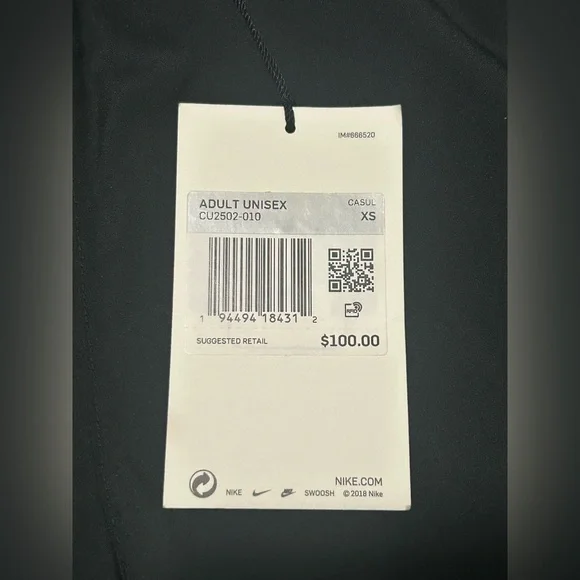 IM#666520
ADULT UNISEX CASUL
CU2502-010 XS
1 94494 18431 2
RFID
SUGGESTED RETAIL $100.00
NIKE.COM
NIKE SWOOSH © 2018 Nike